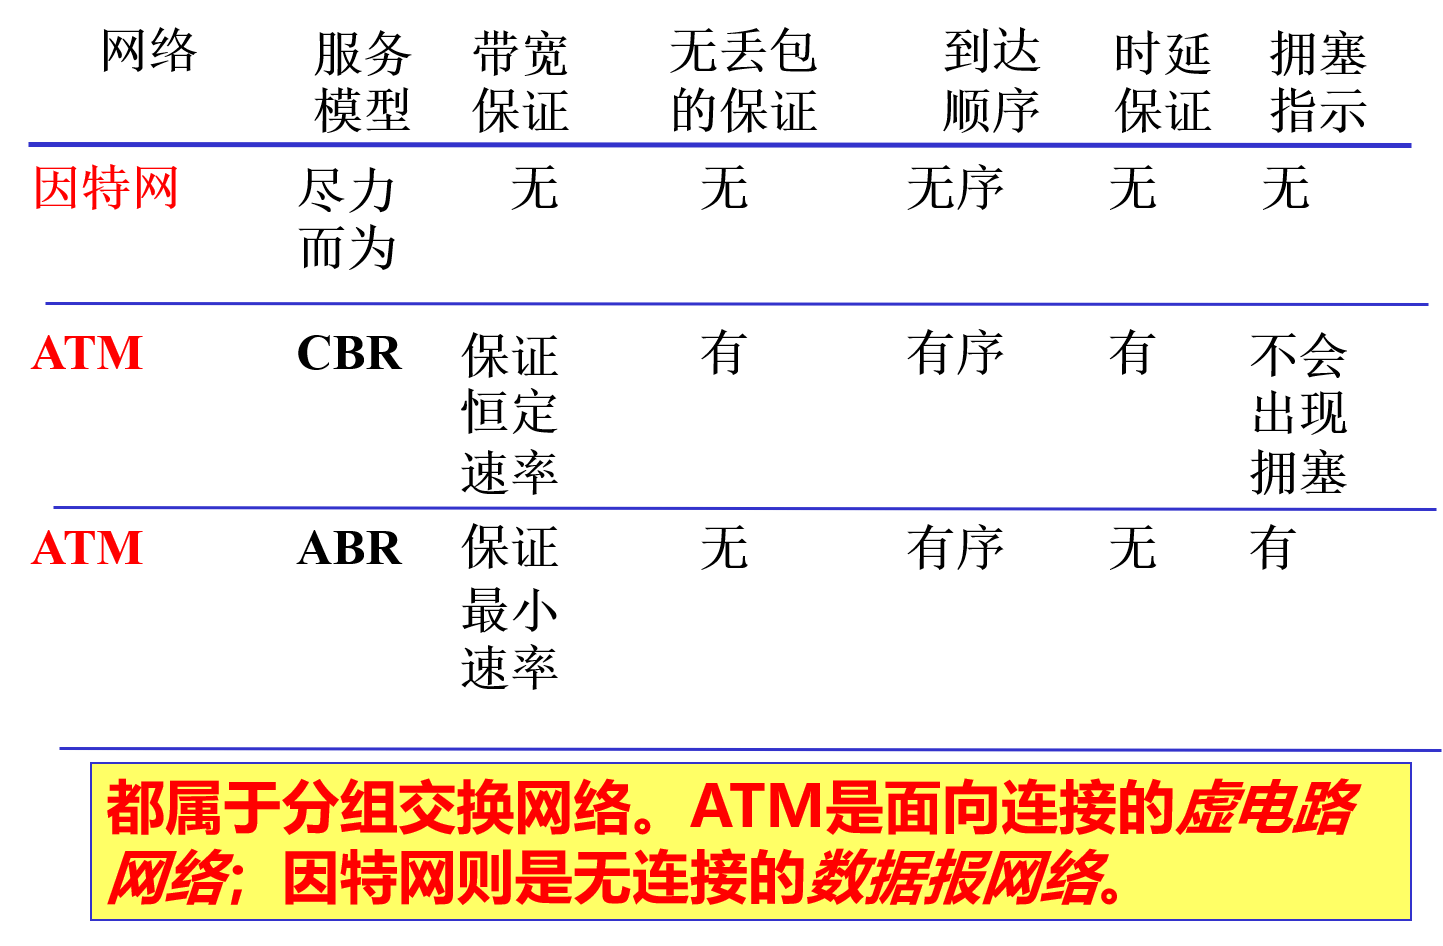 网络 服务 带宽 无丢包 到达 时延 拥塞
模型 保证 的保证 顺序 保证 指示
因特网 尽力 无 无 无序 无 无
而为
ATM CBR 保证 有 有序 有 不会
恒定 出现
速率 拥塞
ATM ABR 保证 无 有序 无 有
最小
速率
都属于分组交换网络。ATM是面向连接的虚电路
网络；因特网则是无连接的数据报网络。